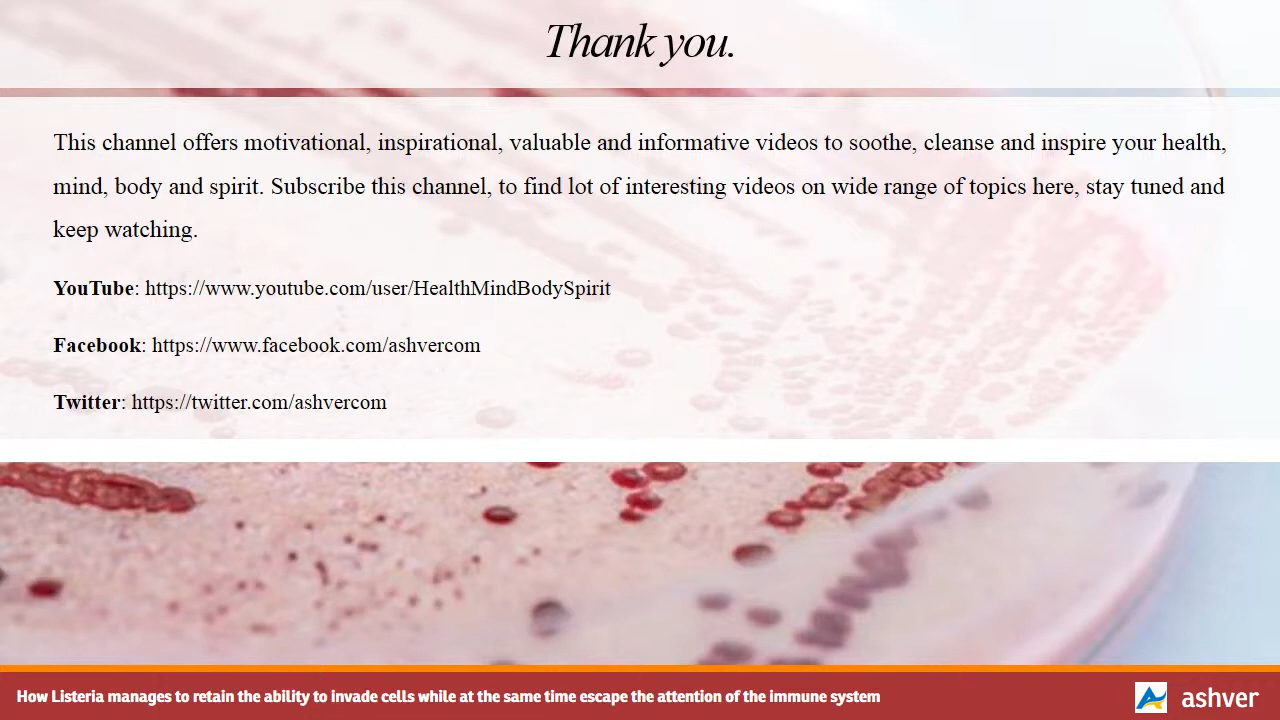 Thank you.
This channel offers motivational, inspirational, valuable and informative videos to soothe, cleanse and inspire your health,
mind, body and spirit. Subscribe this channel, to find lot of interesting videos on wide range of topics here, stay tuned and
keep watching.
YouTube: https://www.youtube.com/user/HealthMindBodySpirit
Facebook: https://www.facebook.com/ashvercom
Twitter: https://twitter.com/ashvercom
How Listeria manages to retain the ability to invade cells while at the same time escape the attention of the immune system
ashver